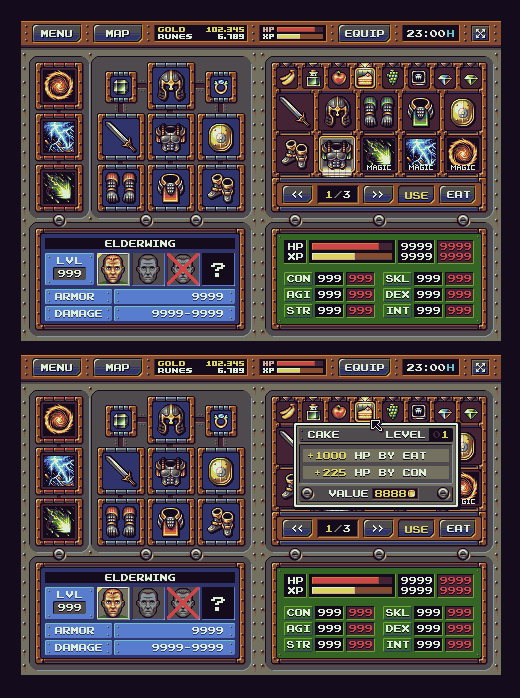 MENU MAP GOLD 102.345 HP EQUIP 23:00H
RUNES 6.789 XP
MAGIC MAGIC MAGIC
<< 1/3 >> USE EAT
ELDERWING
LVL
999
?
ARMOR 9999
DAMAGE 9999-9999
HP 9999 9999
XP 9999 9999
CON 999 999 SKL 999 999
AGI 999 999 DEX 999 999
STR 999 999 INT 999 999
MENU MAP GOLD 102.345 HP EQUIP 23:00H
RUNES 6.789 XP
CAKE LEVEL 01
+1000 HP BY EAT
+225 HP BY CON
VALUE 8888
GIC
<< 1/3 >> USE EAT
ELDERWING
LVL
999
?
ARMOR 9999
DAMAGE 9999-9999
HP 9999 9999
XP 9999 9999
CON 999 999 SKL 999 999
AGI 999 999 DEX 999 999
STR 999 999 INT 999 999